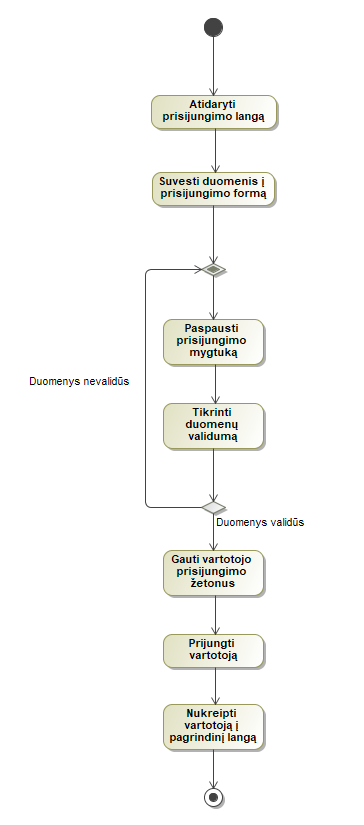 Atidaryti
prisijungimo langą
Suvesti duomenis į
prisijungimo formą
Paspausti
prisijungimo
mygtuką
Duomenys nevalidūs
Tikrinti
duomenų
validumą
Duomenys validūs
Gauti vartotojo
prisijungimo
žetonus
Prijungti
vartotoją
Nukreipti
vartotoją į
pagrindinį langą